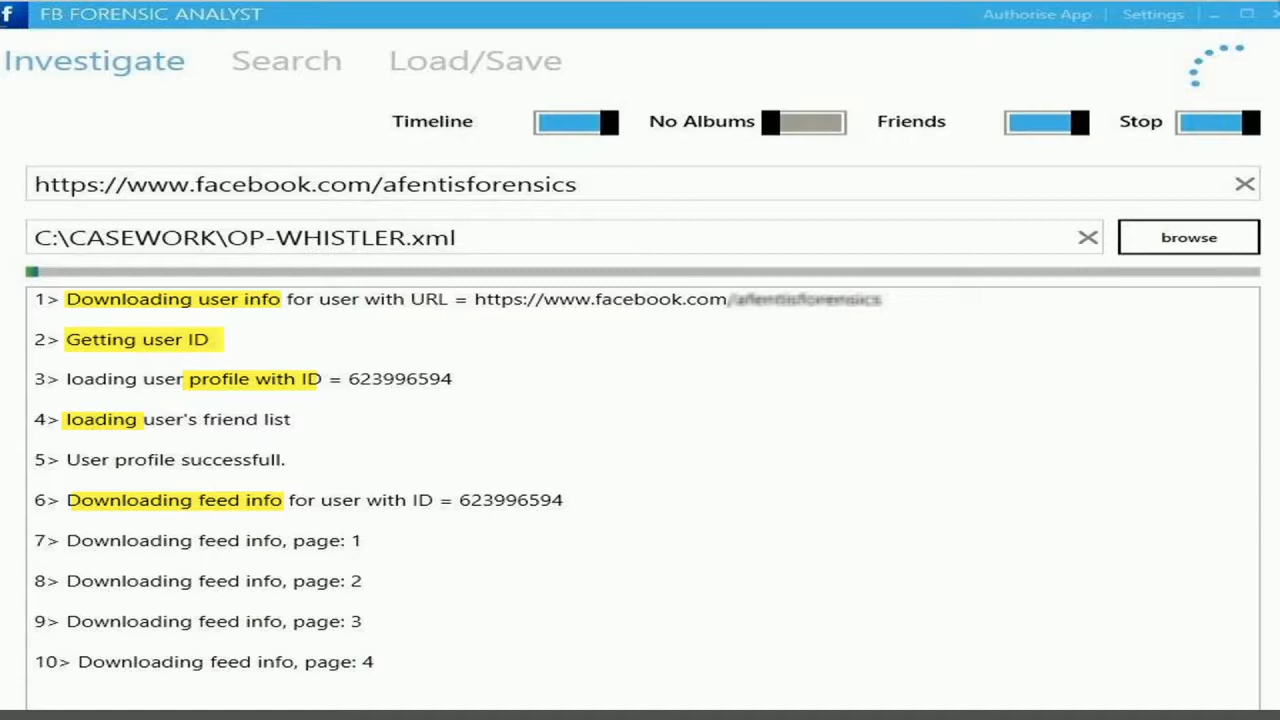 f FB FORENSIC ANALYST Authorise App | Settings
Investigate Search Load/Save
Timeline No Albums Friends Stop
https://www.facebook.com/afentisforensics
C:\CASEWORK\OP-WHISTLER.xml browse
1> Downloading user info for user with URL = https://www.facebook.com/afentisforensics
2> Getting user ID
3> loading user profile with ID = 623996594
4> loading user's friend list
5> User profile successfull.
6> Downloading feed info for user with ID = 623996594
7> Downloading feed info, page: 1
8> Downloading feed info, page: 2
9> Downloading feed info, page: 3
10> Downloading feed info, page: 4